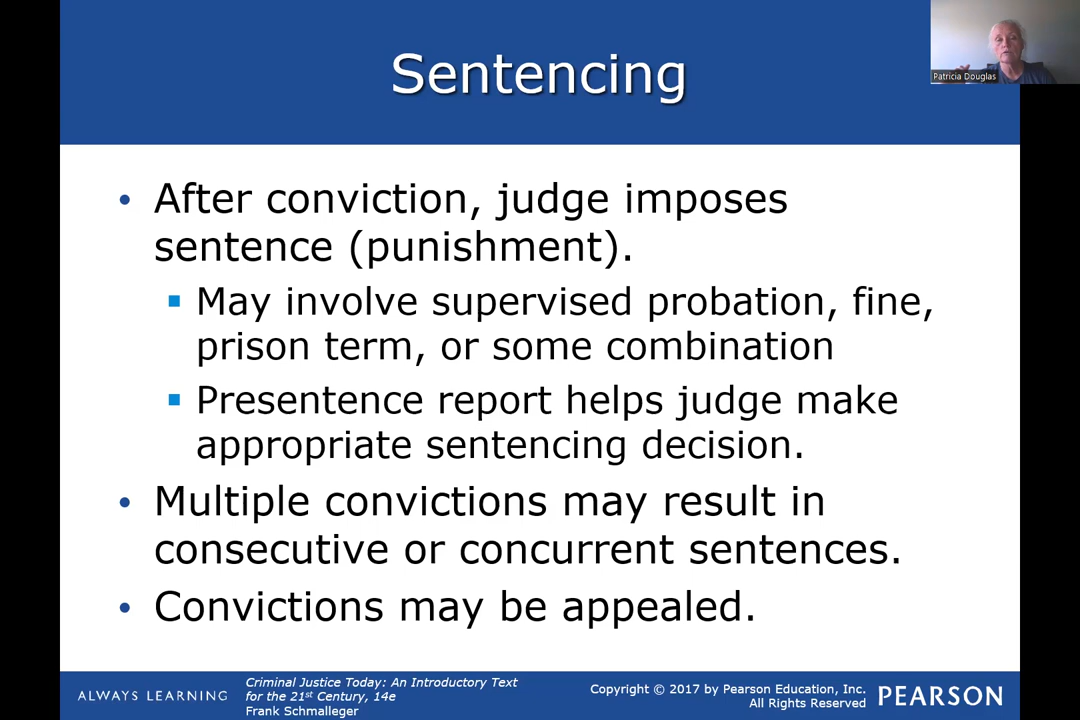 Sentencing
Patricia Douglas
• After conviction, judge imposes
sentence (punishment).
▪ May involve supervised probation, fine,
prison term, or some combination
▪ Presentence report helps judge make
appropriate sentencing decision.
• Multiple convictions may result in
consecutive or concurrent sentences.
• Convictions may be appealed.
ALWAYS LEARNING
Criminal Justice Today: An Introductory Text
for the 21st Century, 14e
Frank Schmalleger
Copyright © 2017 by Pearson Education, Inc.
All Rights Reserved
PEARSON